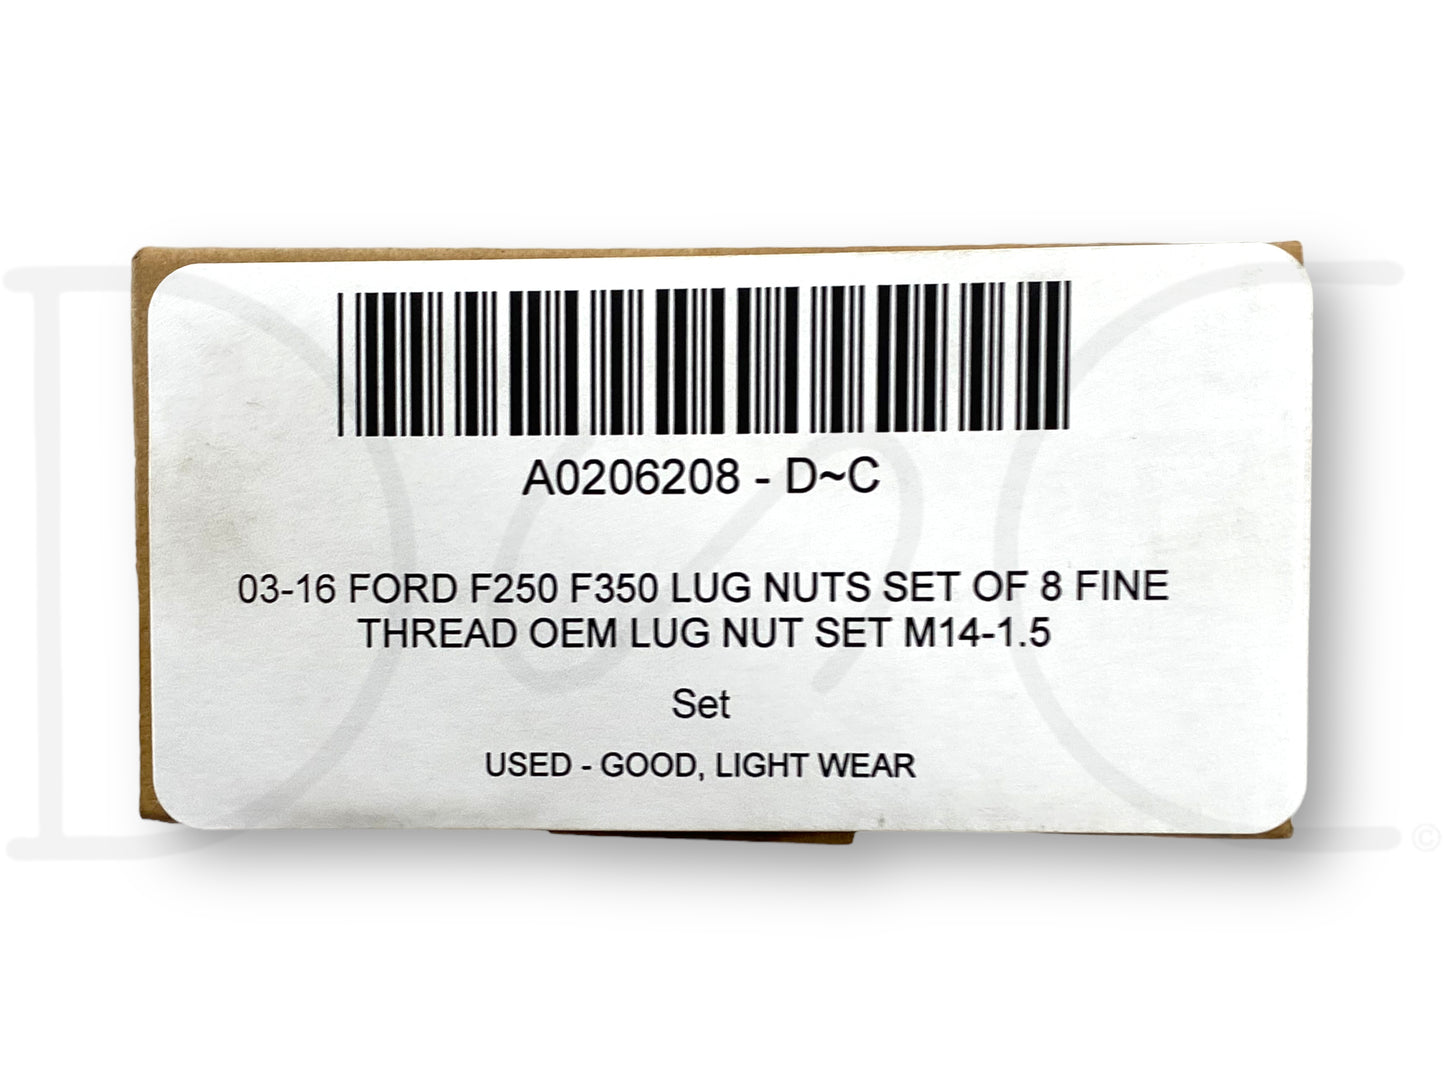 A0206208 - D~C
03-16 FORD F250 F350 LUG NUTS SET OF 8 FINE
THREAD OEM LUG NUT SET M14-1.5
Set
USED - GOOD, LIGHT WEAR
©